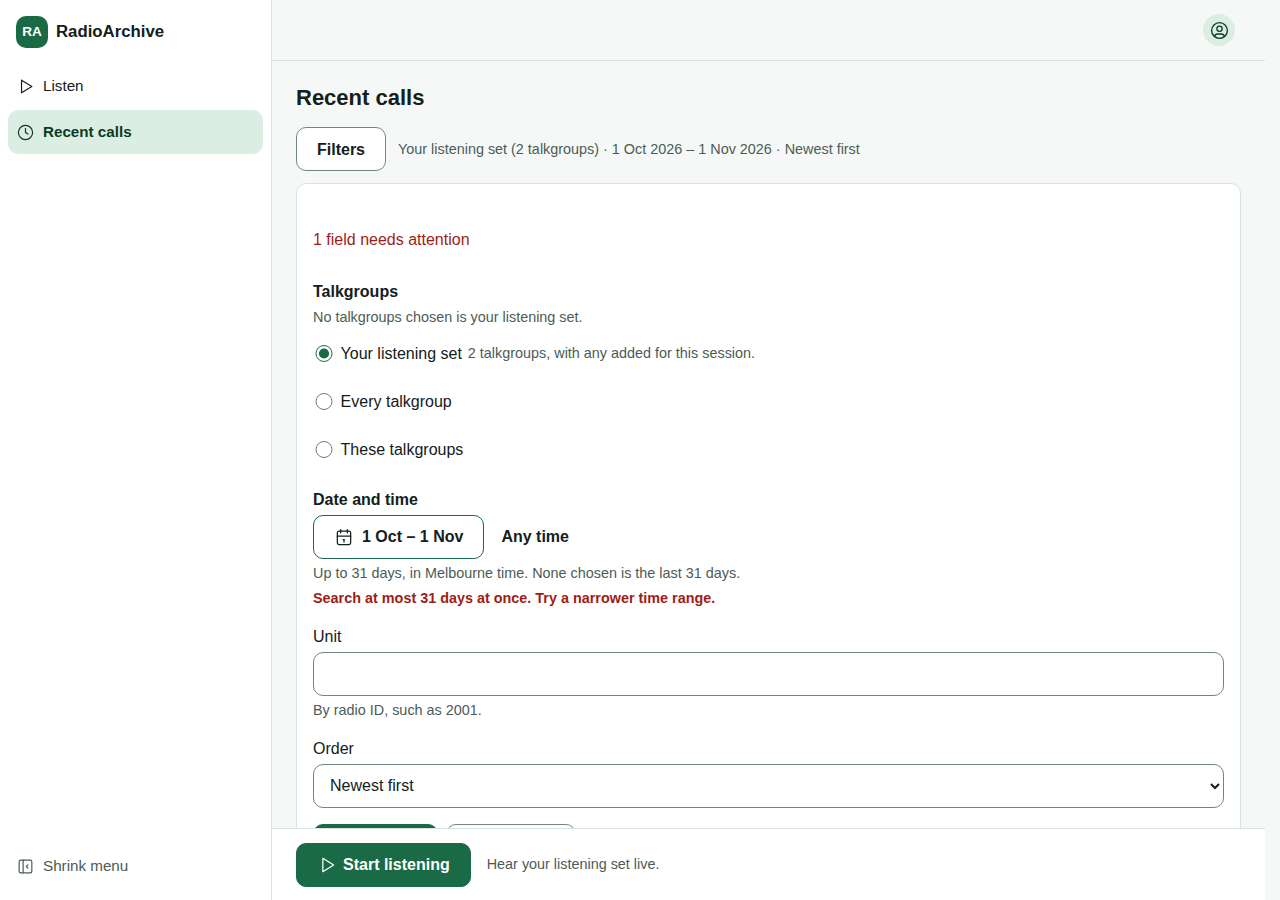 RA RadioArchive
Listen
Recent calls
Shrink menu
Recent calls
Filters
Your listening set (2 talkgroups) · 1 Oct 2026 – 1 Nov 2026 · Newest first
1 field needs attention
Talkgroups
No talkgroups chosen is your listening set.
Your listening set 2 talkgroups, with any added for this session.
Every talkgroup
These talkgroups
Date and time
1 Oct – 1 Nov
Any time
Up to 31 days, in Melbourne time. None chosen is the last 31 days.
Search at most 31 days at once. Try a narrower time range.
Unit
By radio ID, such as 2001.
Order
Newest first
Start listening
Hear your listening set live.